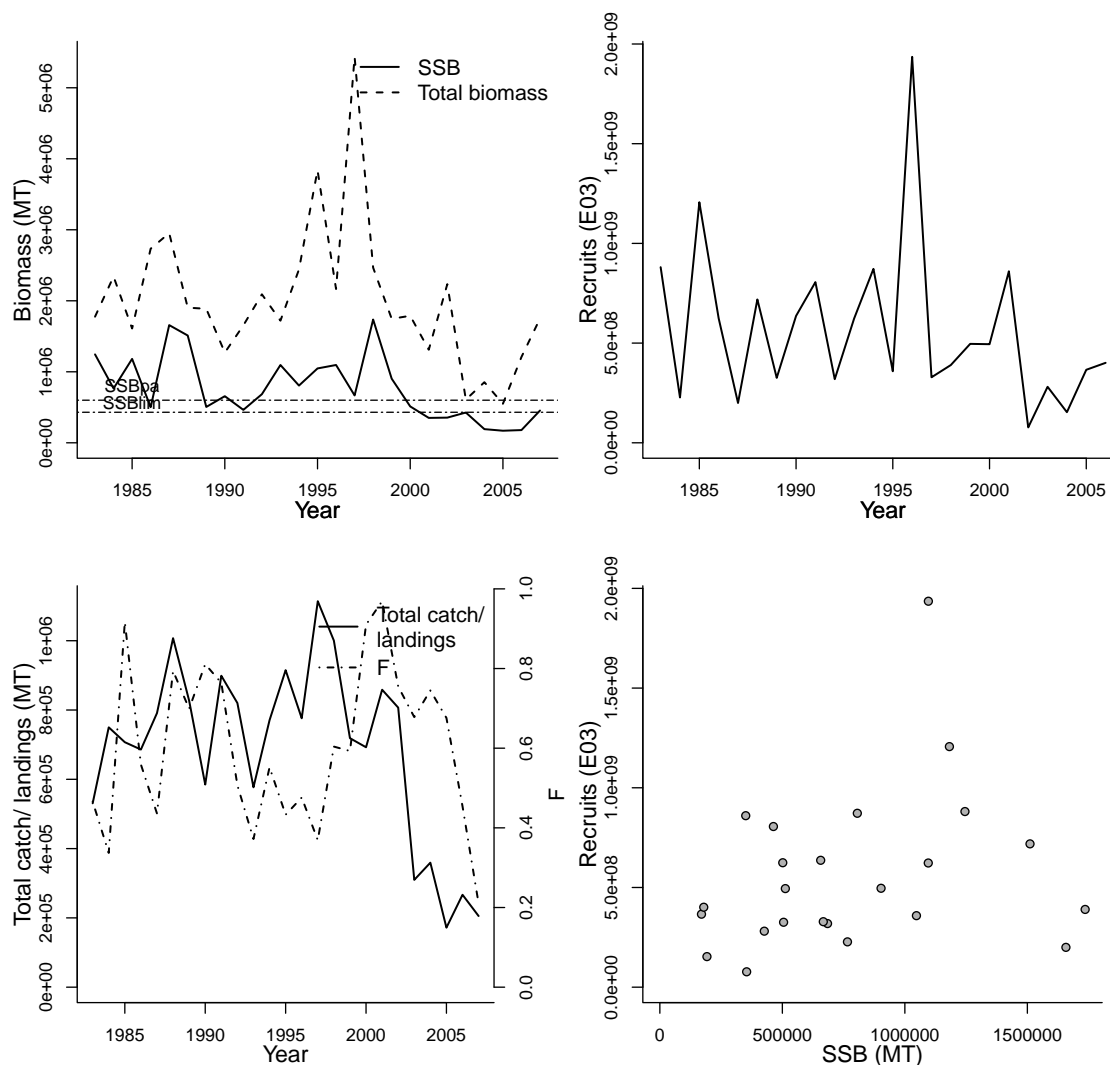 SSB
Total biomass
Biomass (MT)
0e+00
1e+06
2e+06
3e+06
4e+06
5e+06
SSBpa
SSBlim
1985
1990
1995
2000
2005
Year
Recruits (E03)
0.0e+00
5.0e+08
1.0e+09
1.5e+09
2.0e+09
1985
1990
1995
2000
2005
Year
Total catch/ landings (MT)
0e+00
2e+05
4e+05
6e+05
8e+05
1e+06
Total catch/
landings
F
0.0
0.2
0.4
0.6
0.8
1.0
F
1985
1990
1995
2000
2005
Year
Recruits (E03)
0.0e+00
5.0e+08
1.0e+09
1.5e+09
2.0e+09
0
500000
1000000
1500000
SSB (MT)